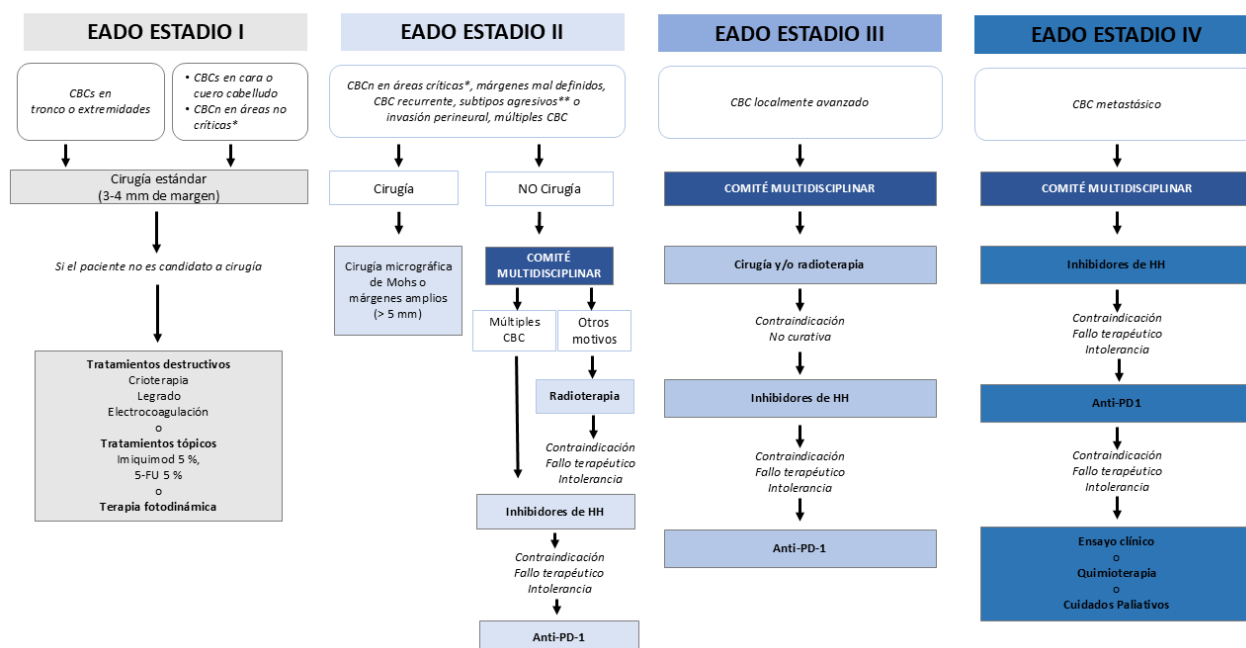 EADO ESTADIO I
CBCs en
tronco o extremidades
• CBCs en cara o
cuero cabelludo
• CBCn en áreas no
críticas*
Cirugía estándar
(3-4 mm de margen)
Si el paciente no es candidato a cirugía
Tratamientos destructivos
Crioterapia
Legrado
Electrocoagulación
o
Tratamientos tópicos
Imiquimod 5 %,
5-FU 5 %
o
Terapia fotodinámica
EADO ESTADIO II
CBCn en áreas críticas*, márgenes mal definidos,
CBC recurrente, subtipos agresivos** o
invasión perineural, múltiples CBC
Cirugía
Cirugía micrográfica
de Mohs o
márgenes amplios
(> 5 mm)
NO Cirugía
COMITÉ
MULTIDISCIPLINAR
Múltiples
CBC
Otros
motivos
Radioterapia
Contraindicación
Fallo terapéutico
Intolerancia
Inhibidores de HH
Contraindicación
Fallo terapéutico
Intolerancia
Anti-PD-1
EADO ESTADIO III
CBC localmente avanzado
COMITÉ MULTIDISCIPLINAR
Cirugía y/o radioterapia
Contraindicación
No curativa
Inhibidores de HH
Contraindicación
Fallo terapéutico
Intolerancia
Anti-PD-1
EADO ESTADIO IV
CBC metastásico
COMITÉ MULTIDISCIPLINAR
Inhibidores de HH
Contraindicación
Fallo terapéutico
Intolerancia
Anti-PD1
Contraindicación
Fallo terapéutico
Intolerancia
Ensayo clínico
o
Quimioterapia
o
Cuidados Paliativos